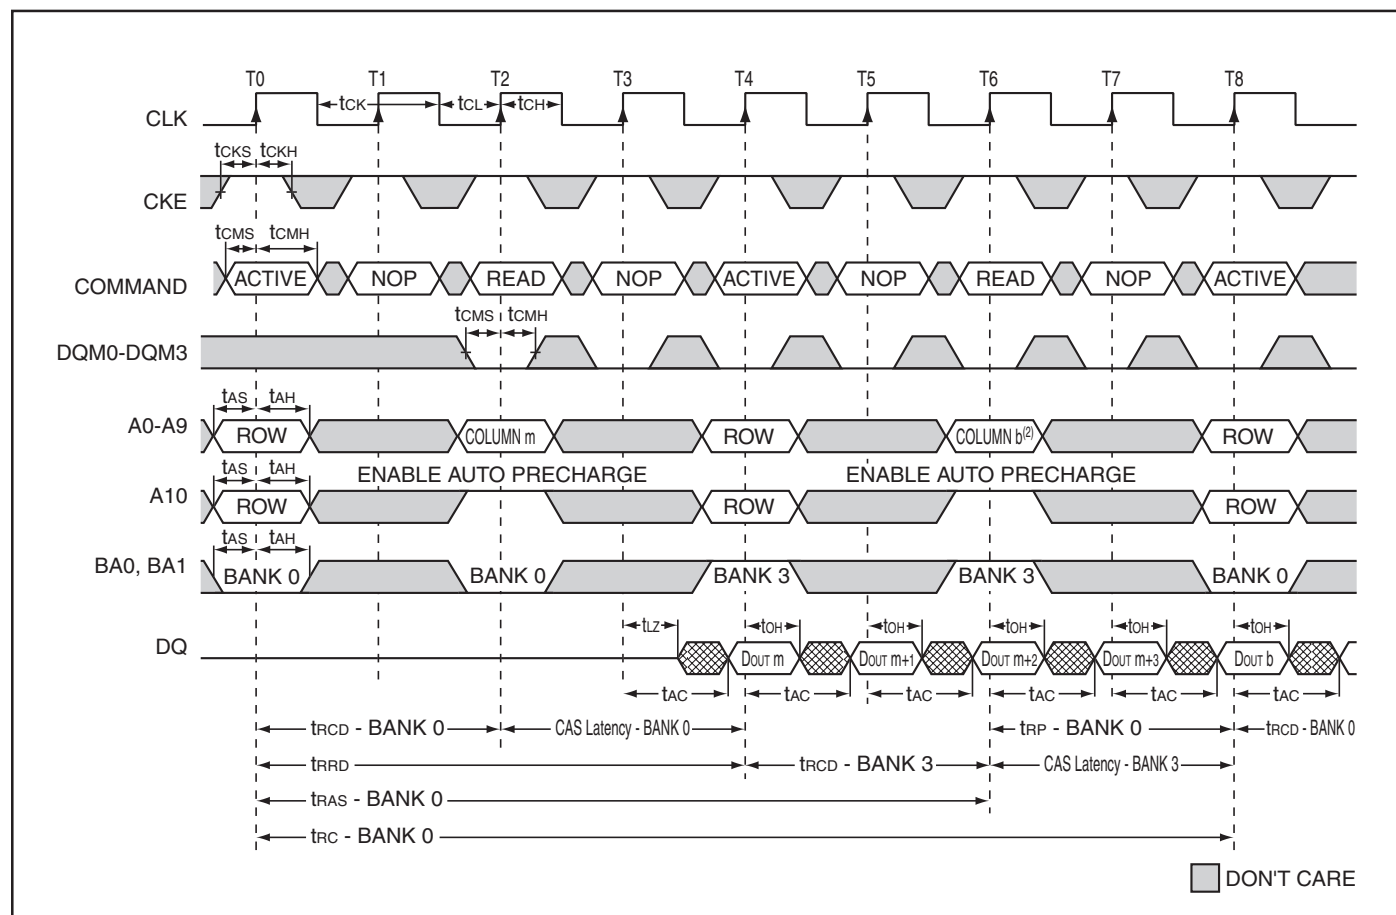 T0 T1 T2 T3 T4 T5 T6 T7 T8
tCK tCL tCH
CLK
tCKS tCKH
CKE
tCMS tCMH
COMMAND ACTIVE NOP READ NOP ACTIVE NOP READ NOP ACTIVE
tCMS tCMH
DQM0-DQM3
tAS tAH
A0-A9 ROW COLUMN m ROW COLUMN b(2) ROW
tAS tAH ENABLE AUTO PRECHARGE ENABLE AUTO PRECHARGE
A10 ROW ROW ROW
tAS tAH
BA0, BA1 BANK 0 BANK 0 BANK 3 BANK 3 BANK 0
tLZ tOH tOH tOH tOH tOH
DQ DOUT m DOUT m+1 DOUT m+2 DOUT m+3 DOUT b
tAC tAC tAC tAC tAC tAC
tRCD - BANK 0 CAS Latency - BANK 0 tRP - BANK 0 tRCD - BANK 0
tRRD tRCD - BANK 3 CAS Latency - BANK 3
tRAS - BANK 0
tRC - BANK 0
DON'T CARE